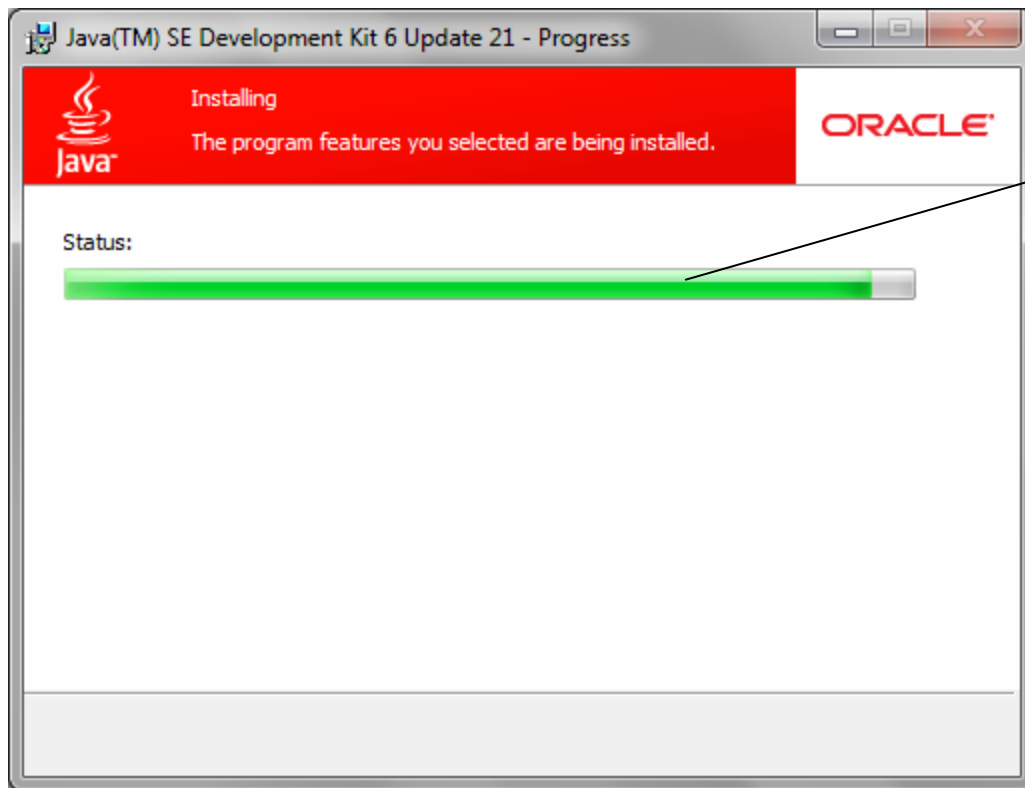 Java(TM) SE Development Kit 6 Update 21 - Progress
Java™
Installing
The program features you selected are being installed.
ORACLE®
Status: